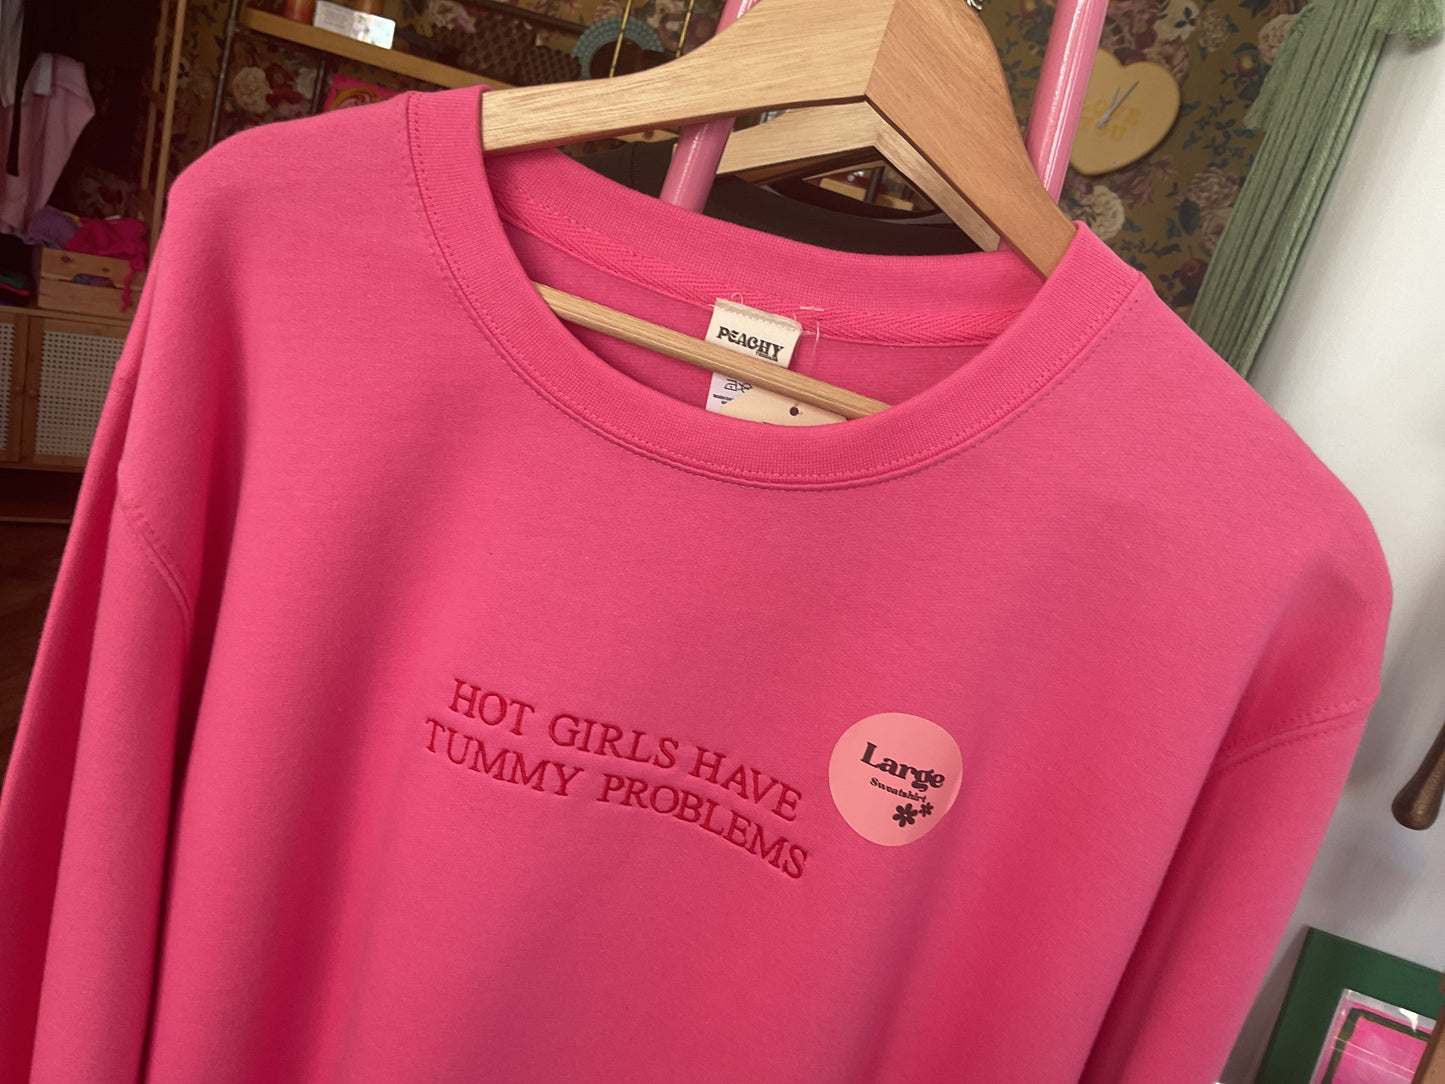 PEACHY
HOT GIRLS HAVE
TUMMY PROBLEMS
Large
Sweatshirt